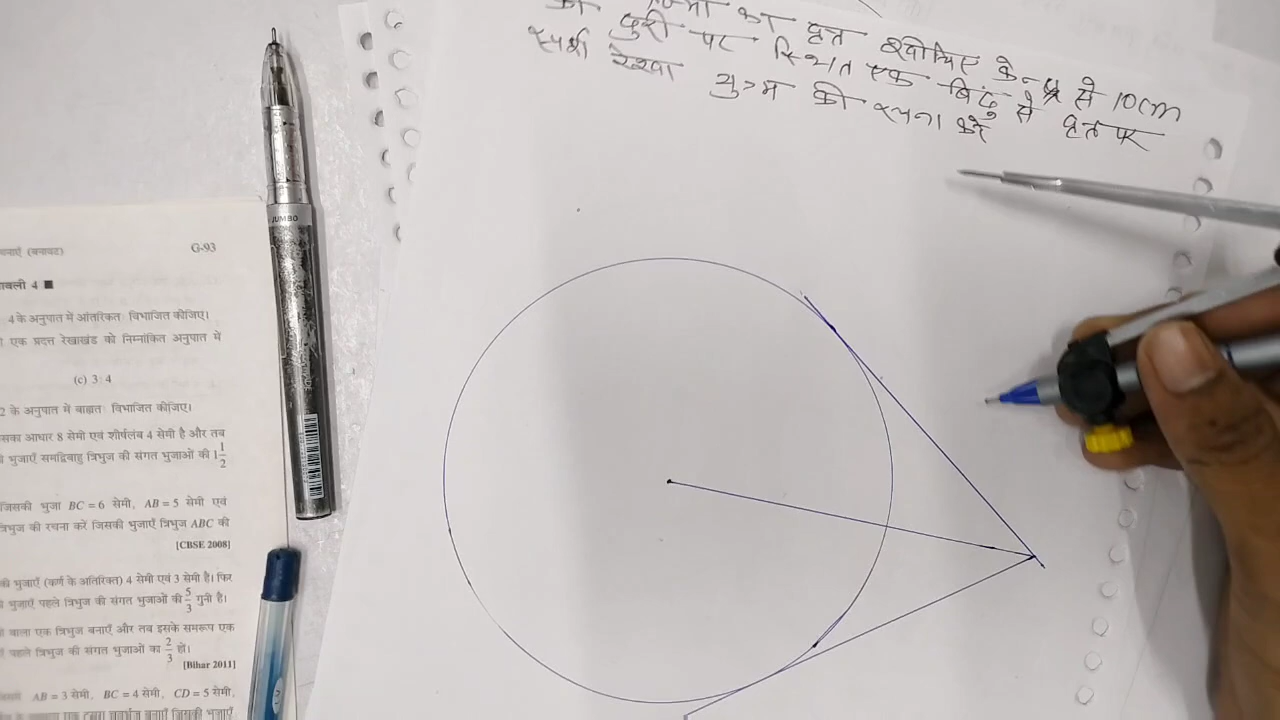 का वृत्त खींचिए केन्द्र से 10cm
की दुरी पर स्थित एक बिंदु से वृत्त पर
स्पर्श रेखा युग्म की रचना करें
JUMBO
G-93
4 के अनुपात में आंतरिकतः विभाजित कीजिए।
एक प्रदत्त रेखाखंड को निम्नांकित अनुपात में
(c) 3:4
2 के अनुपात में बाह्यतः विभाजित कीजिए।
आधार 8 सेमी एवं शीर्षलंब 4 सेमी है और तब
भुजाएँ समद्विबाहु त्रिभुज की संगत भुजाओं की 1 1/2
जिसकी भुजा BC = 6 सेमी, AB = 5 सेमी एवं
त्रिभुज की रचना करें जिसकी भुजाएँ त्रिभुज ABC की
[CBSE 2008]
भुजाएँ (कर्ण के अतिरिक्त) 4 सेमी एवं 3 सेमी है। फिर
भुजाएँ पहले त्रिभुज की संगत भुजाओं की 5/3 गुनी है।
वाला एक त्रिभुज बनाएँ और तब इसके समरूप एक
पहले त्रिभुज की संगत भुजाओं का 2/3 हों।
[Bihar 2011]
AB = 3 सेमी, BC = 4 सेमी, CD = 5 सेमी,